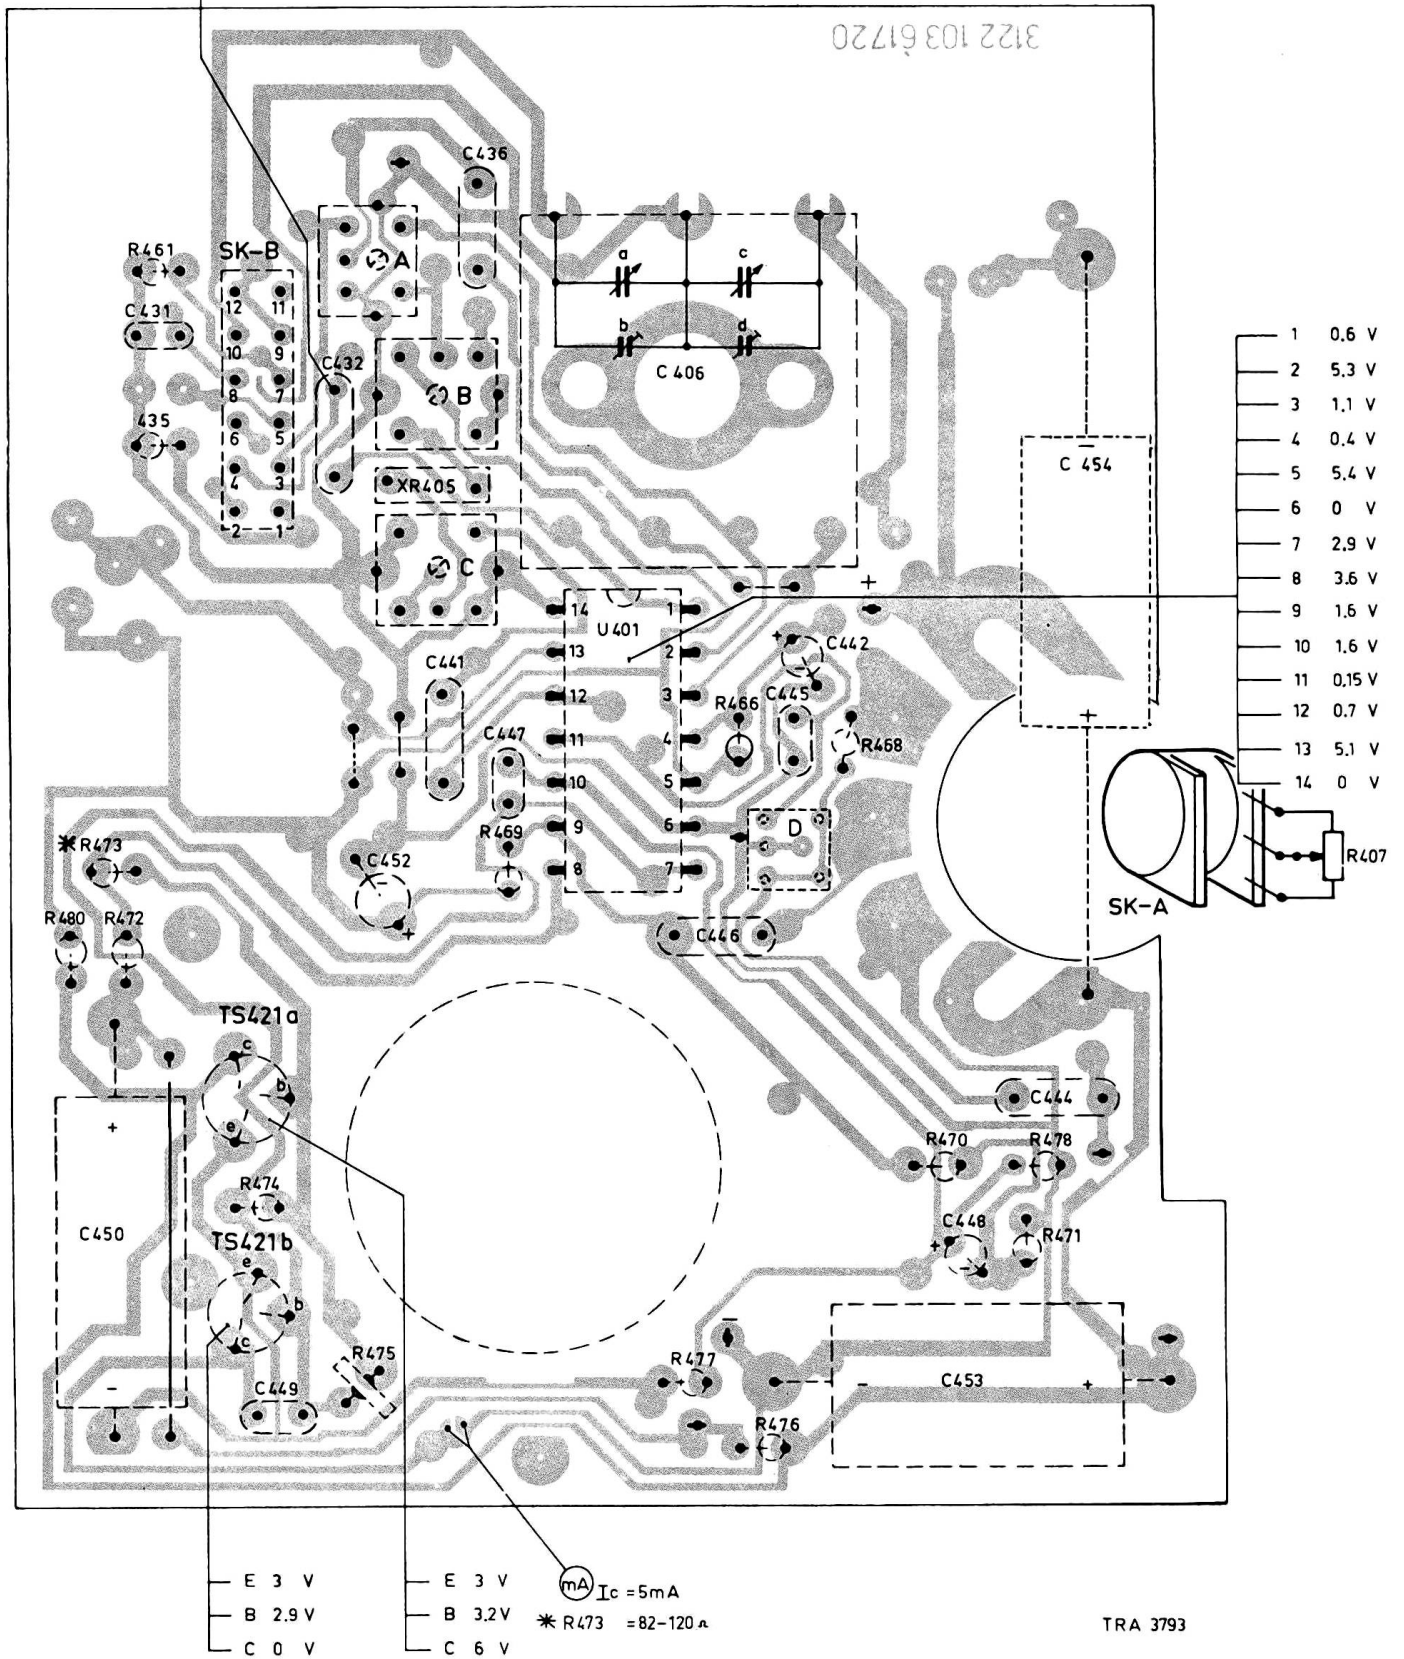 3122 103 61720
C436
R461
SK-B
A
12 11
a c
C431
10 9
b d
C432
C 406
8 7
B
1 0.6 V
2 5.3 V
3 1.1 V
4 0.4 V
5 5.4 V
6 0 V
7 2.9 V
8 3.6 V
9 1.6 V
10 1.6 V
11 0.15 V
12 0.7 V
13 5.1 V
14 0 V
435
6 5
C 454
-
4 3
XR405
2 1
C
+
14 1
U401
13 2
+
C442
-
C441
12 3
R466
C445
+
C447
11 4
R468
10 5
R469
9 6
D
* R473
C452
-
+
8 7
R407
SK-A
R480
R472
C446
TS421a
c
b
e
+
C444
R470
R478
R474
C450
C448
+
-
R471
TS421b
e
b
c
R475
R477
-
C449
- C453 +
R476
-
E 3 V
B 2.9 V
C 0 V
E 3 V
B 3.2 V
C 6 V
mA Ic = 5mA
* R473 = 82-120 Ω
TRA 3793